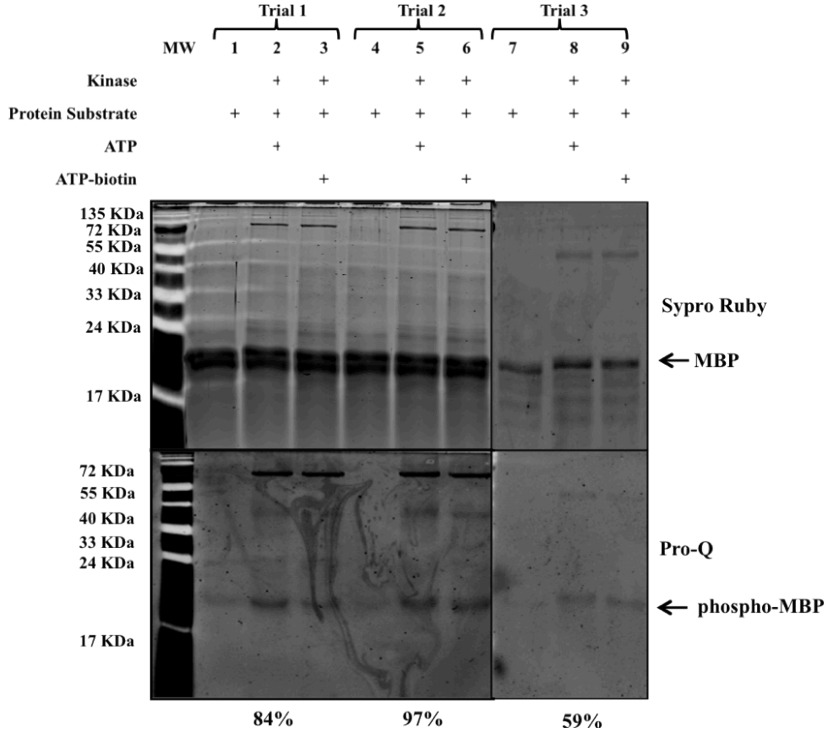 Trial 1 Trial 2 Trial 3
MW 1 2 3 4 5 6 7 8 9
Kinase + + + + + +
Protein Substrate + + + + + + + + +
ATP + + +
ATP-biotin + + +
135 KDa
72 KDa
55 KDa
40 KDa
33 KDa
24 KDa
17 KDa
Sypro Ruby
MBP
72 KDa
55 KDa
40 KDa
33 KDa
24 KDa
17 KDa
Pro-Q
phospho-MBP
84% 97% 59%